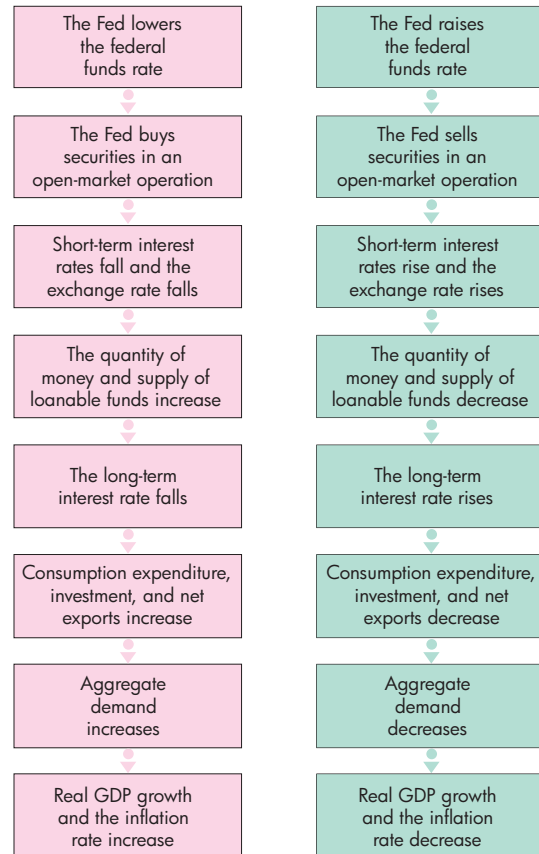 The Fed lowers
the federal
funds rate
The Fed buys
securities in an
open-market operation
Short-term interest
rates fall and the
exchange rate falls
The quantity of
money and supply of
loanable funds increase
The long-term
interest rate falls
Consumption expenditure,
investment, and net
exports increase
Aggregate
demand
increases
Real GDP growth
and the inflation
rate increase
The Fed raises
the federal
funds rate
The Fed sells
securities in an
open-market operation
Short-term interest
rates rise and the
exchange rate rises
The quantity of
money and supply of
loanable funds decrease
The long-term
interest rate rises
Consumption expenditure,
investment, and net
exports decrease
Aggregate
demand
decreases
Real GDP growth
and the inflation
rate decrease